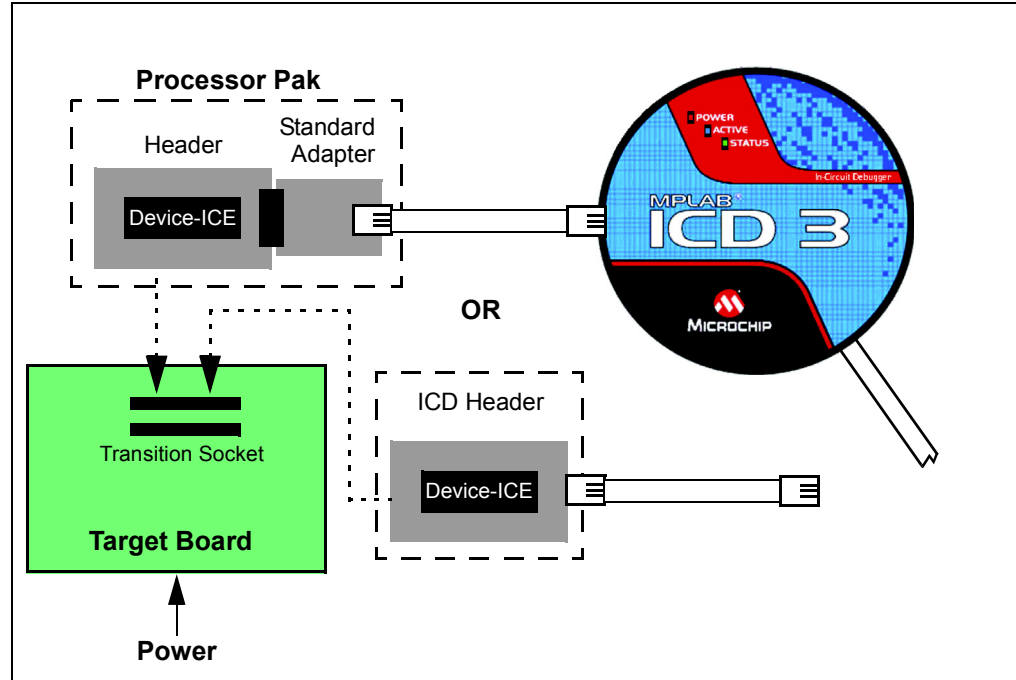 Processor Pak
Header
Standard
Adapter
Device-ICE
POWER
ACTIVE
STATUS
In-Circuit Debugger
MPLAB®
ICD 3
MICROCHIP
OR
Transition Socket
Target Board
Power
ICD Header
Device-ICE